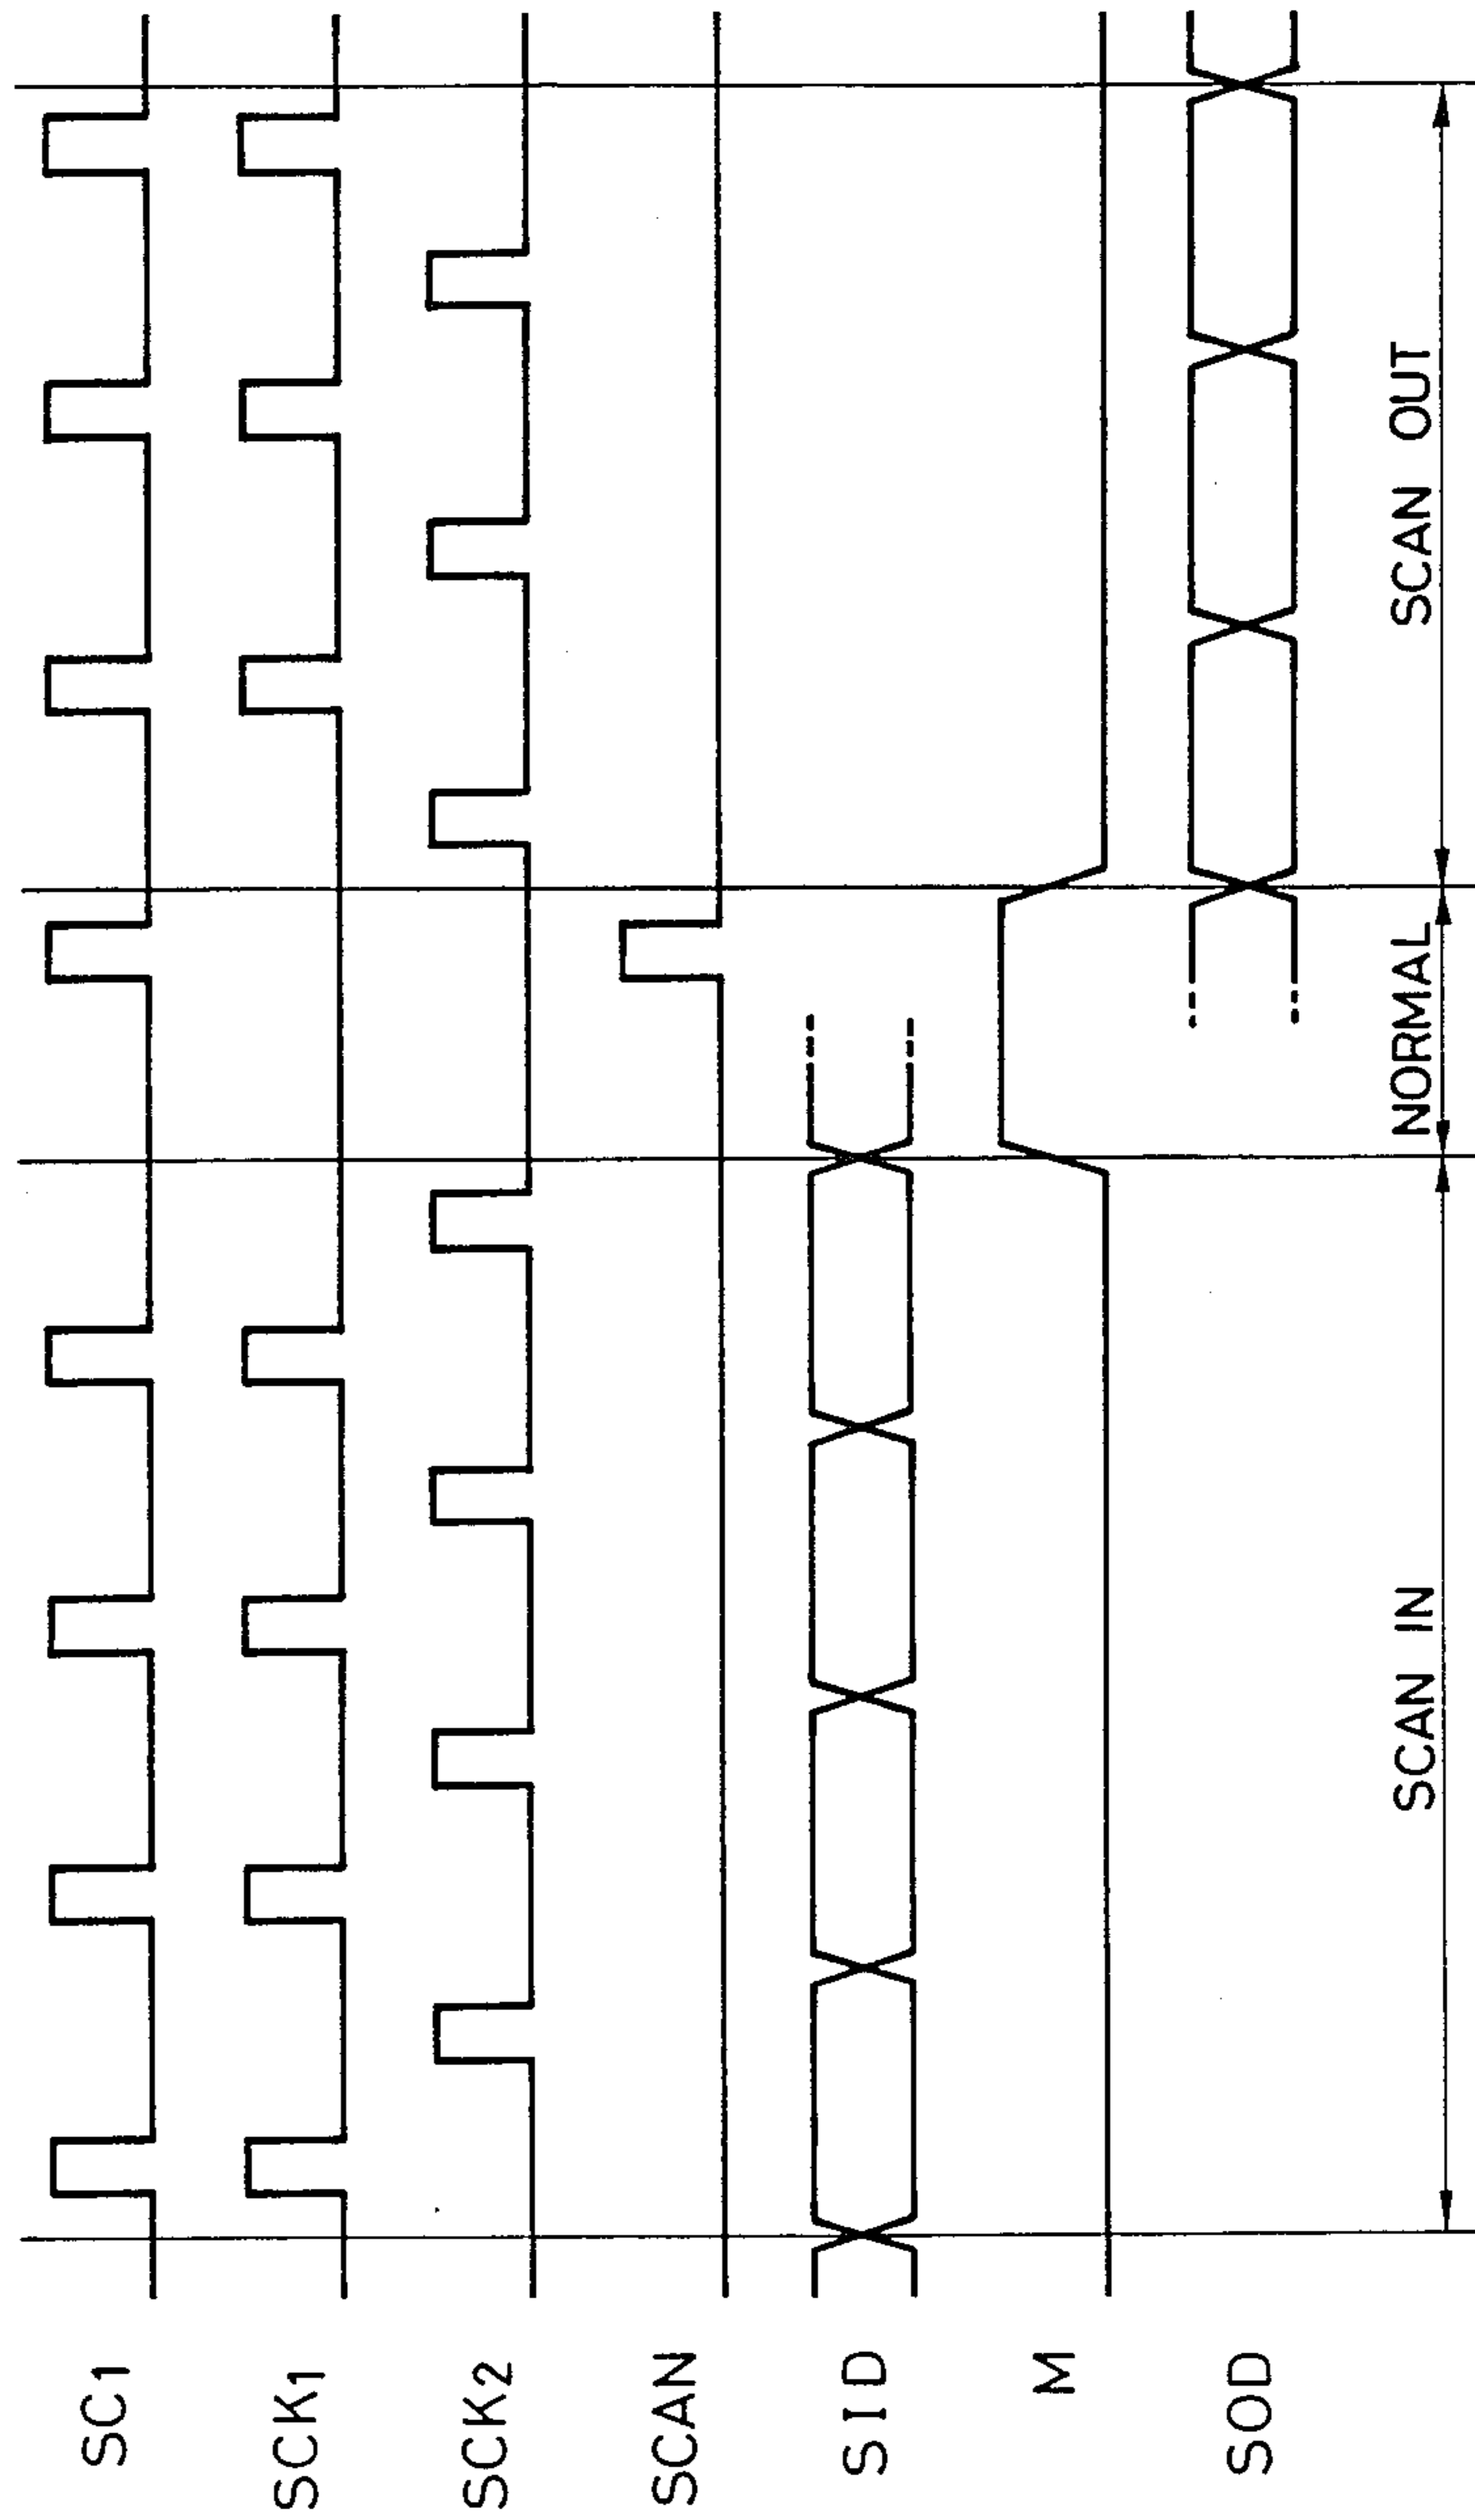 SC1
SCK1
SCK2
SCAN
SID
M
SOD
SCAN IN
NORMAL
SCAN OUT